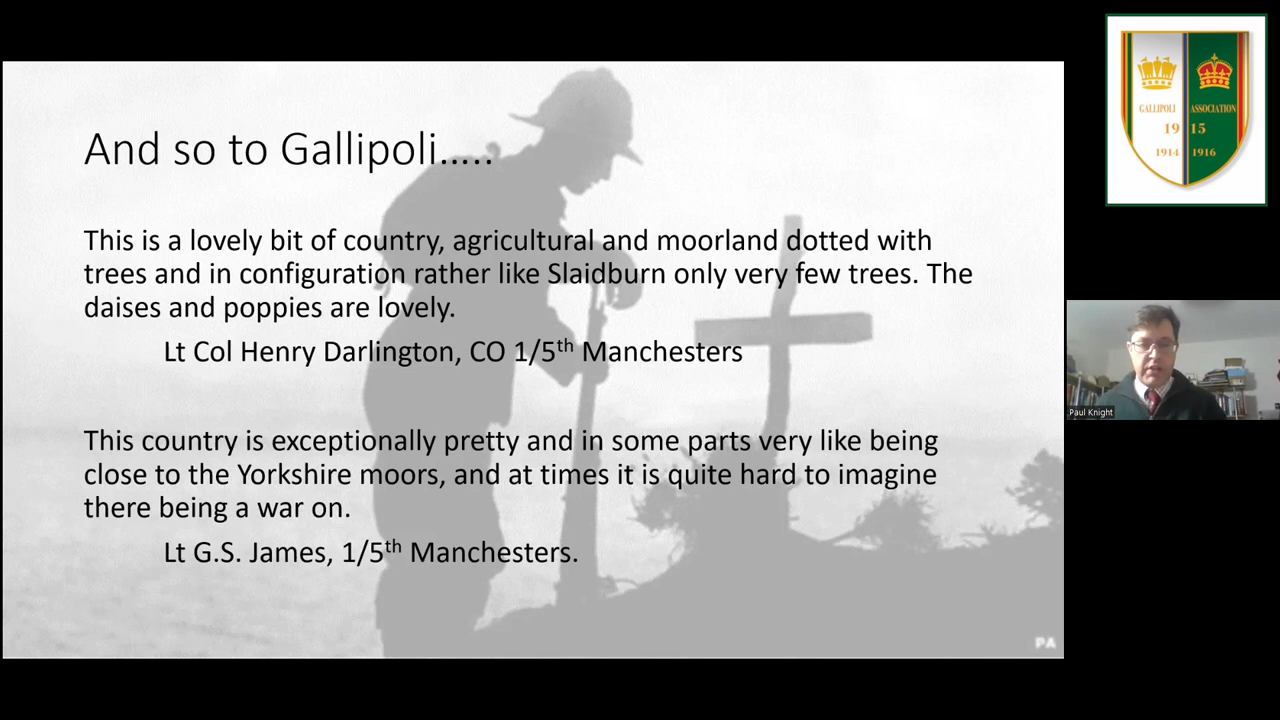 And so to Gallipoli.....
This is a lovely bit of country, agricultural and moorland dotted with
trees and in configuration rather like Slaidburn only very few trees. The
daises and poppies are lovely.
Lt Col Henry Darlington, CO 1/5th Manchesters
This country is exceptionally pretty and in some parts very like being
close to the Yorkshire moors, and at times it is quite hard to imagine
there being a war on.
Lt G.S. James, 1/5th Manchesters.
PA
GALLIPOLI ASSOCIATION
19 15
1914 1916
Paul Knight